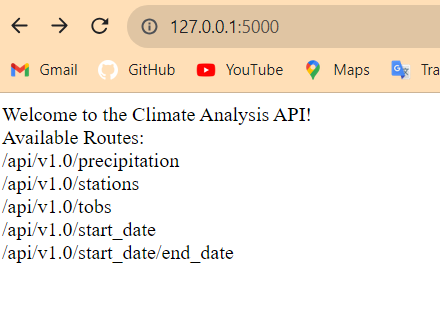 127.0.0.1:5000
Gmail GitHub YouTube Maps Tra
Welcome to the Climate Analysis API!
Available Routes:
/api/v1.0/precipitation
/api/v1.0/stations
/api/v1.0/tobs
/api/v1.0/start_date
/api/v1.0/start_date/end_date